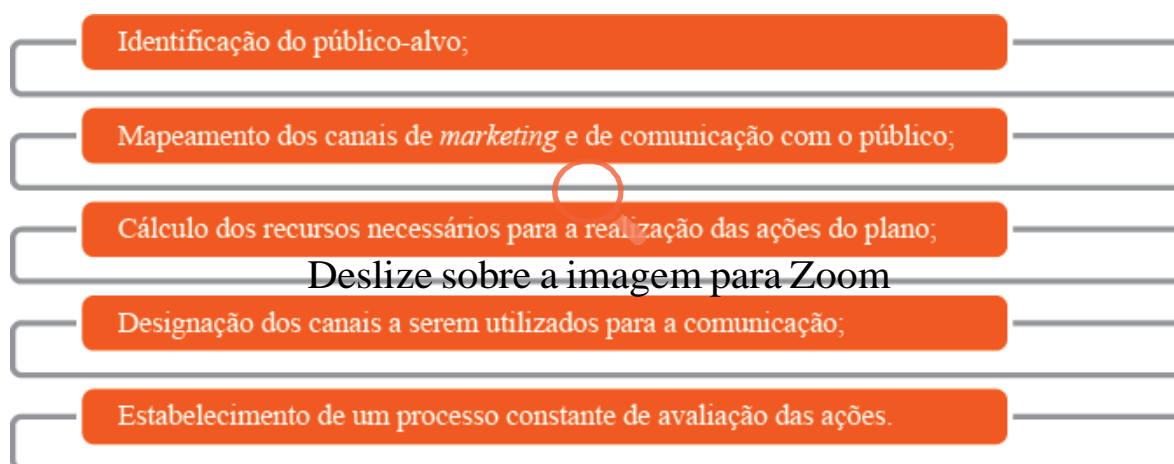 Identificação do público-alvo;
Mapeamento dos canais de marketing e de comunicação com o público;
Cálculo dos recursos necessários para a realização das ações do plano;
Deslize sobre a imagem para Zoom
Designação dos canais a serem utilizados para a comunicação;
Estabelecimento de um processo constante de avaliação das ações.